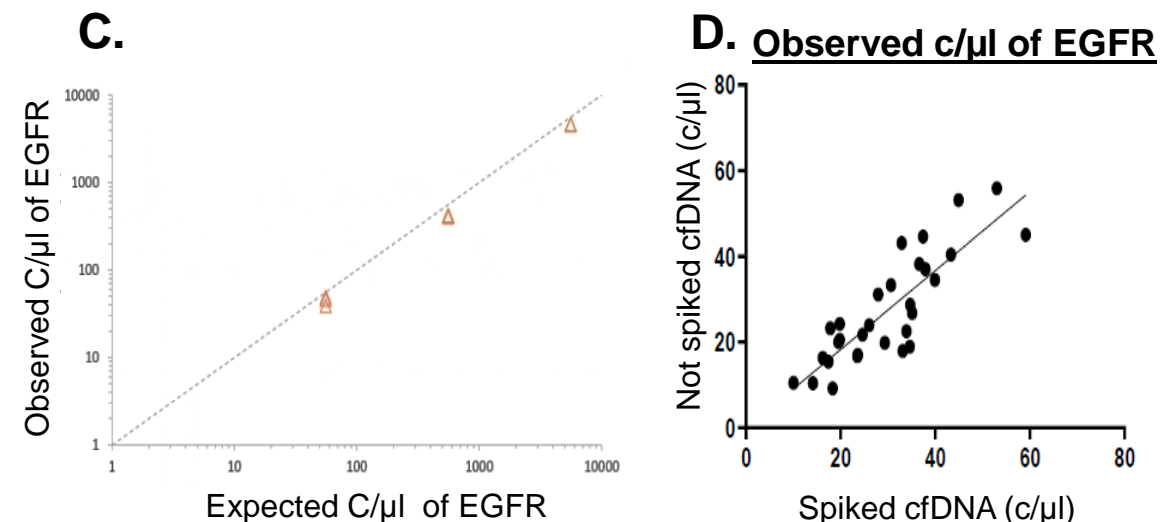 C.
Observed C/µl of EGFR
10000
1000
100
10
1
1 10 100 1000 10000
Expected C/µl of EGFR
D. Observed c/µl of EGFR
Not spiked cfDNA (c/µl)
80
60
40
20
0
0 20 40 60 80
Spiked cfDNA (c/µl)